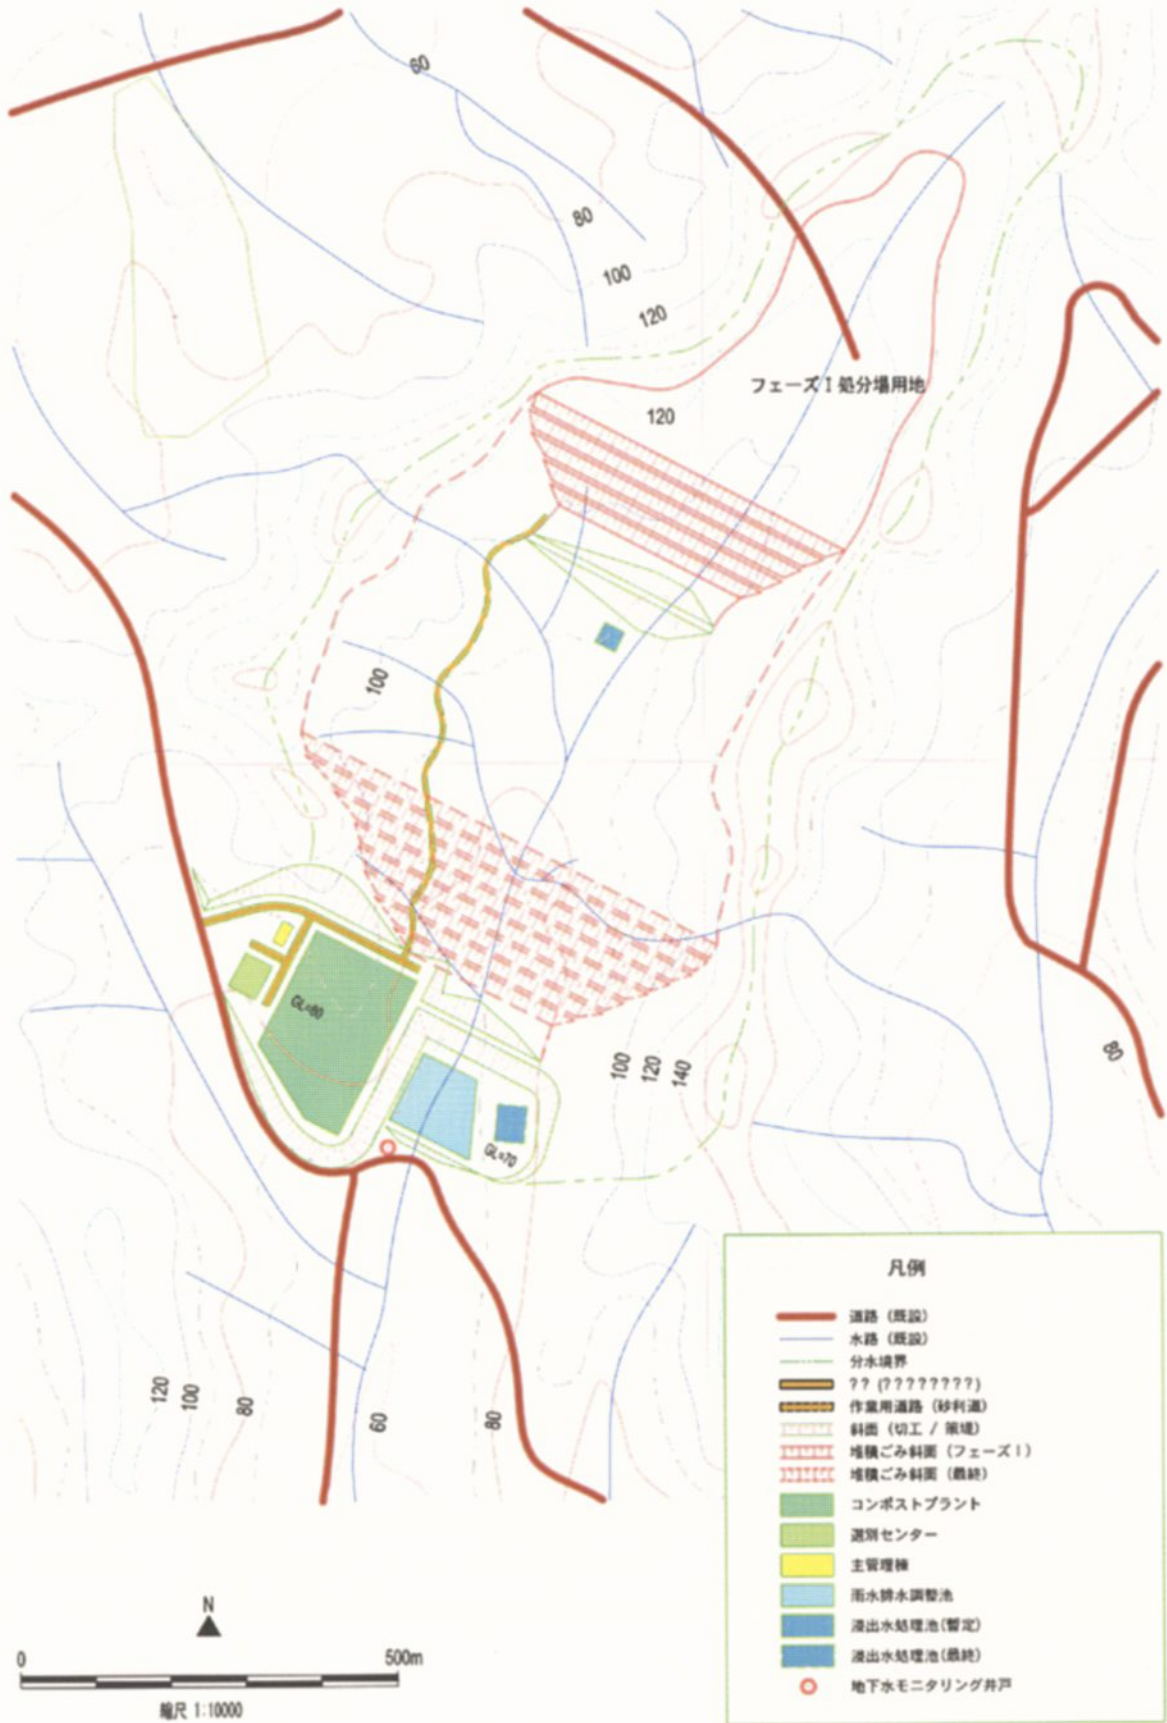 60
80
100
120
フェーズ I 処分場用地
120
100
GL=80
GL=70
100
120
140
80
120
100
80
60
80
凡例
道路 (既設)
水路 (既設)
分水境界
?? (????????)
作業用道路 (砂利道)
斜面 (切工 / 築堤)
堆積ごみ斜面 (フェーズ I)
堆積ごみ斜面 (最終)
コンポストプラント
選別センター
主管理棟
雨水排水調整池
浸出水処理池(暫定)
浸出水処理池(最終)
地下水モニタリング井戸
N
0
500m
縮尺 1:10000